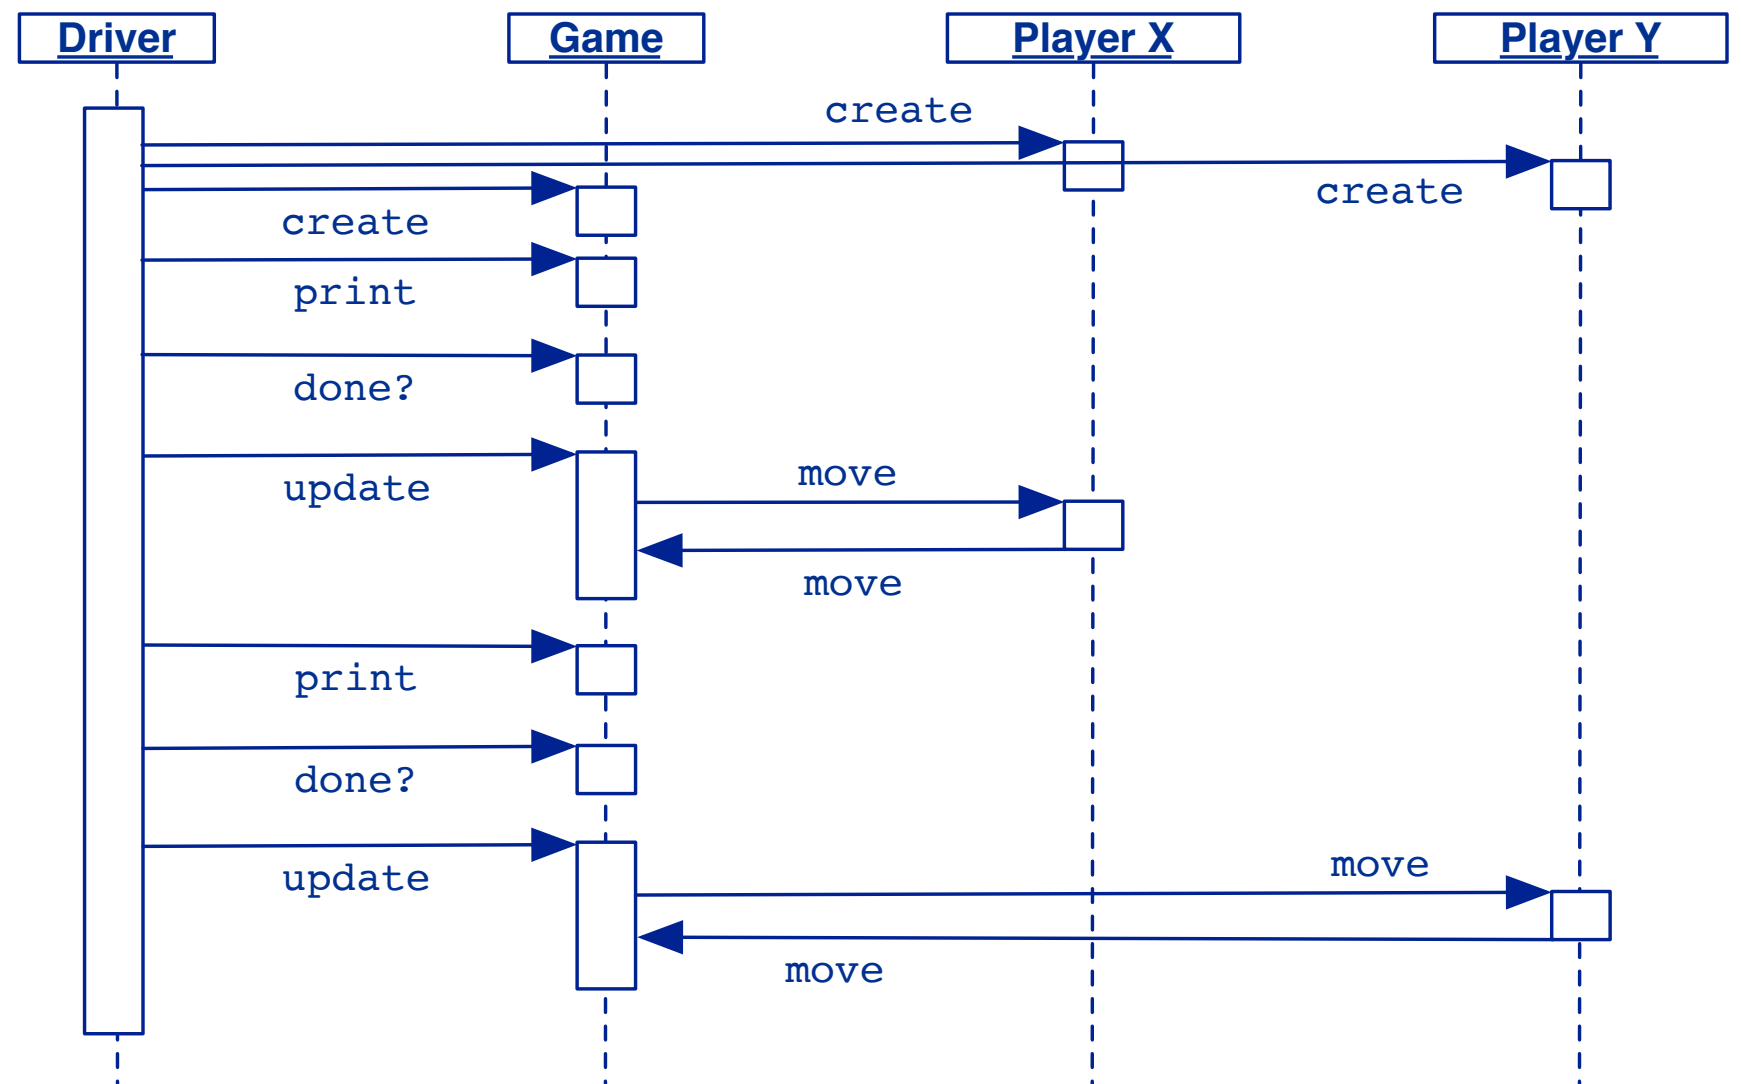 Driver
Game
Player X
Player Y
create
create
create
print
done?
update
move
move
print
done?
update
move
move